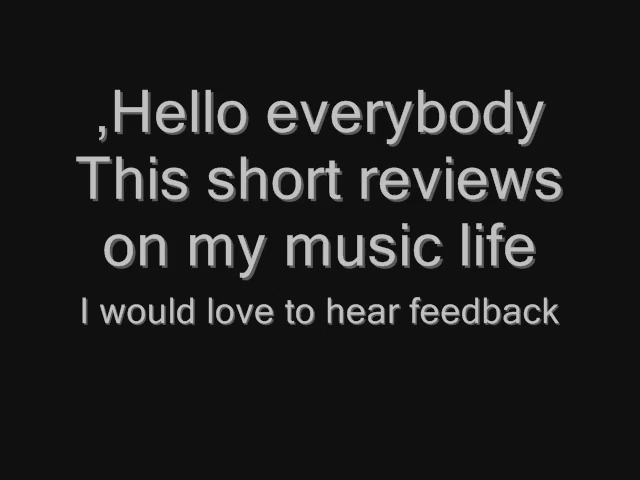 ,Hello everybody
This short reviews
on my music life
I would love to hear feedback